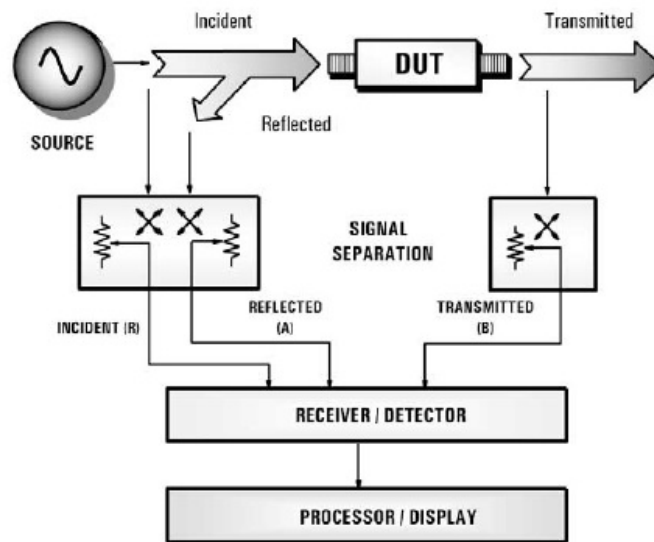 Incident
Transmitted
DUT
SOURCE
Reflected
SIGNAL
SEPARATION
INCIDENT (R)
REFLECTED
(A)
TRANSMITTED
(B)
RECEIVER / DETECTOR
PROCESSOR / DISPLAY